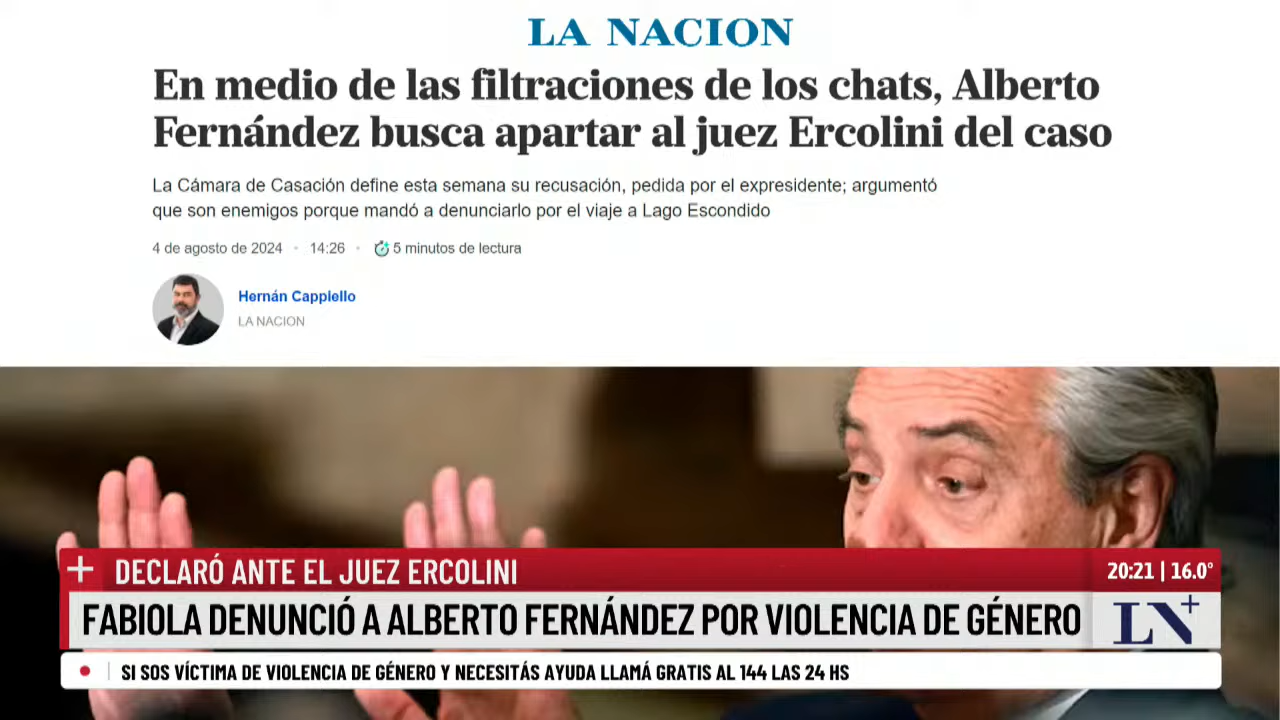 LA NACION
En medio de las filtraciones de los chats, Alberto
Fernández busca apartar al juez Ercolini del caso
La Cámara de Casación define esta semana su recusación, pedida por el expresidente; argumentó
que son enemigos porque mandó a denunciarlo por el viaje a Lago Escondido
4 de agosto de 2024 · 14:26 · 5 minutos de lectura
Hernán Cappiello
LA NACION
+ DECLARÓ ANTE EL JUEZ ERCOLINI
20:21 | 16.0°
FABIOLA DENUNCIÓ A ALBERTO FERNÁNDEZ POR VIOLENCIA DE GÉNERO
LN+
SI SOS VÍCTIMA DE VIOLENCIA DE GÉNERO Y NECESITÁS AYUDA LLAMÁ GRATIS AL 144 LAS 24 HS